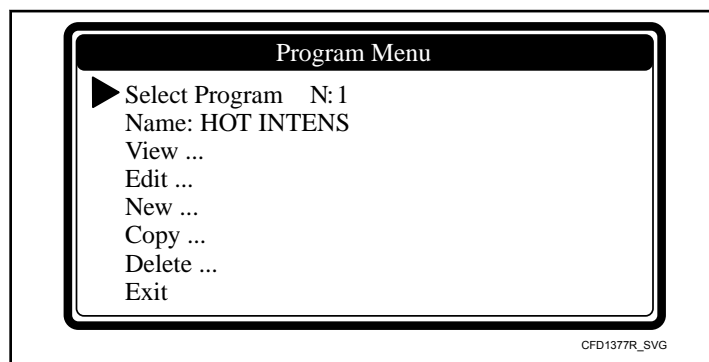 Program Menu
Select Program N: 1
Name: HOT INTENS
View ...
Edit ...
New ...
Copy ...
Delete ...
Exit
CFD1377R_SVG